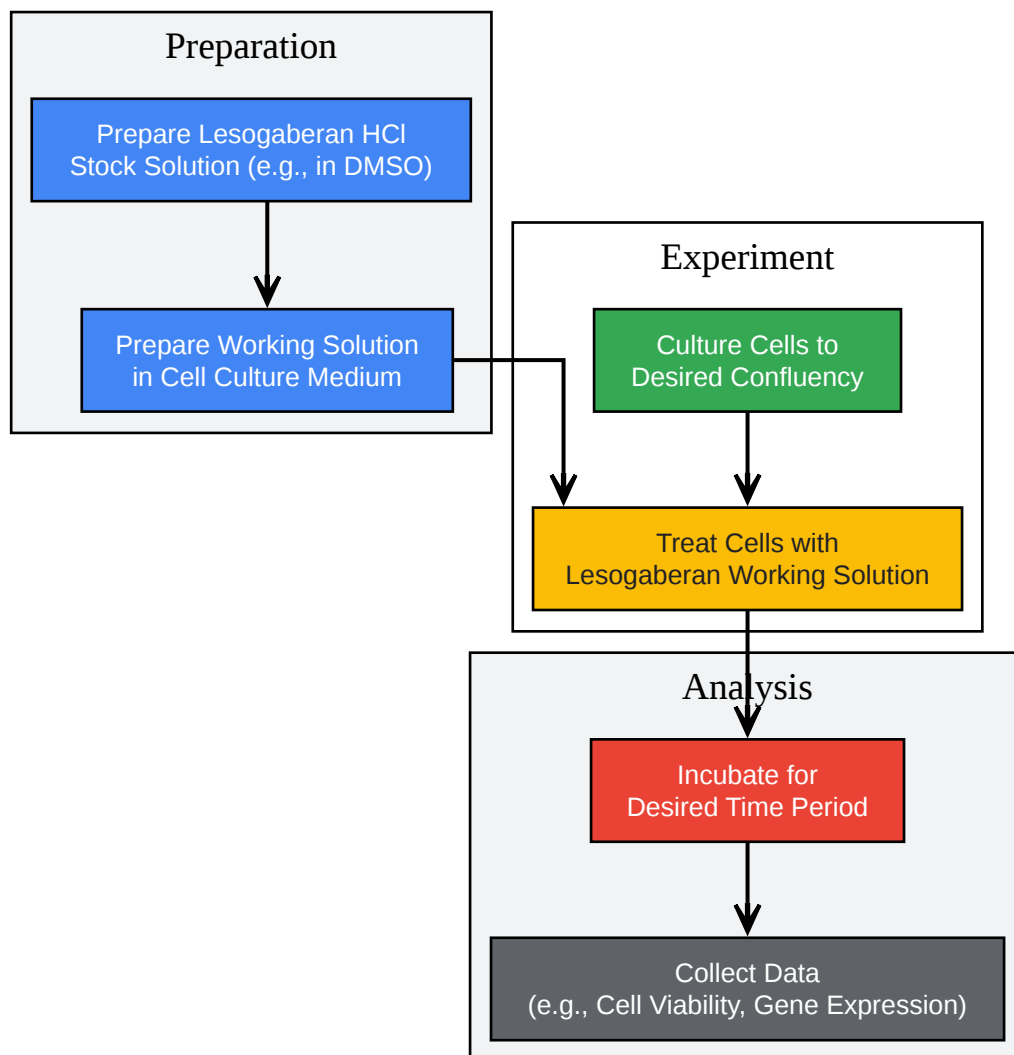 Preparation
Prepare Lesogaberan HCl
Stock Solution (e.g., in DMSO)
Prepare Working Solution
in Cell Culture Medium
Experiment
Culture Cells to
Desired Confluency
Treat Cells with
Lesogaberan Working Solution
Analysis
Incubate for
Desired Time Period
Collect Data
(e.g., Cell Viability, Gene Expression)